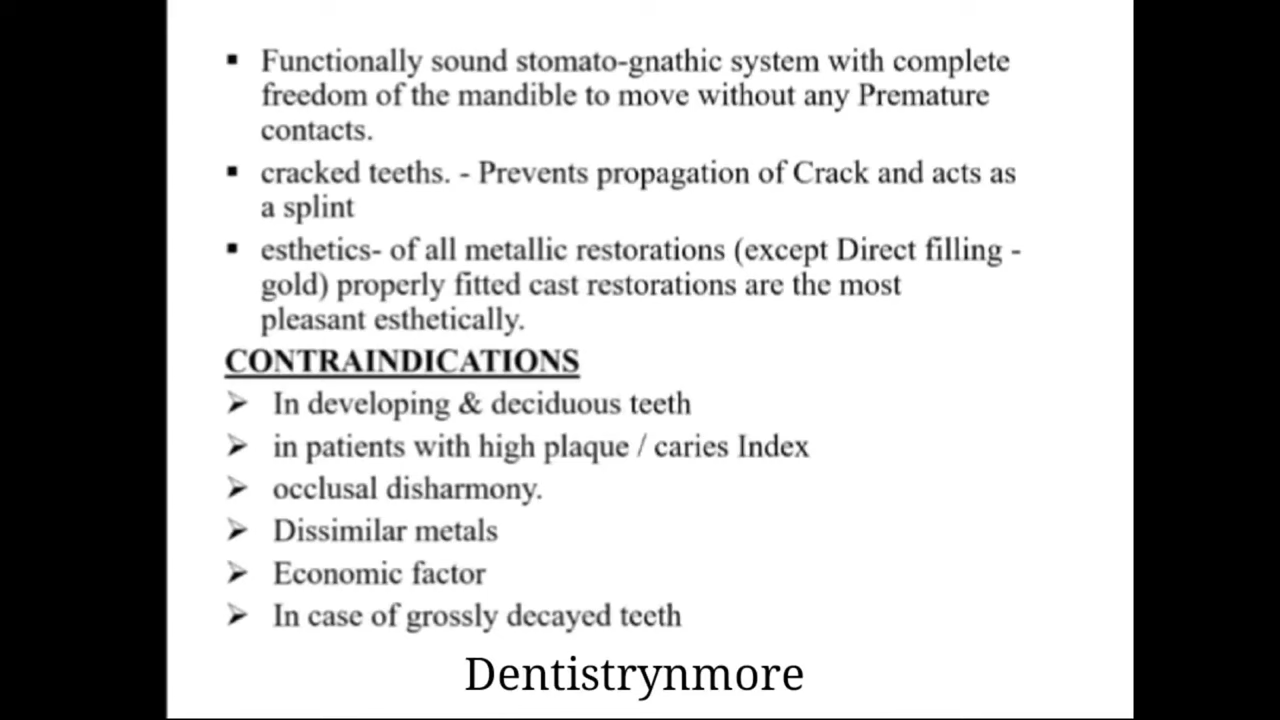 ▪ Functionally sound stomato-gnathic system with complete
freedom of the mandible to move without any Premature
contacts.
▪ cracked teeths. - Prevents propagation of Crack and acts as
a splint
▪ esthetics- of all metallic restorations (except Direct filling -
gold) properly fitted cast restorations are the most
pleasant esthetically.
CONTRAINDICATIONS
➢ In developing & deciduous teeth
➢ in patients with high plaque / caries Index
➢ occlusal disharmony.
➢ Dissimilar metals
➢ Economic factor
➢ In case of grossly decayed teeth
Dentistrynmore